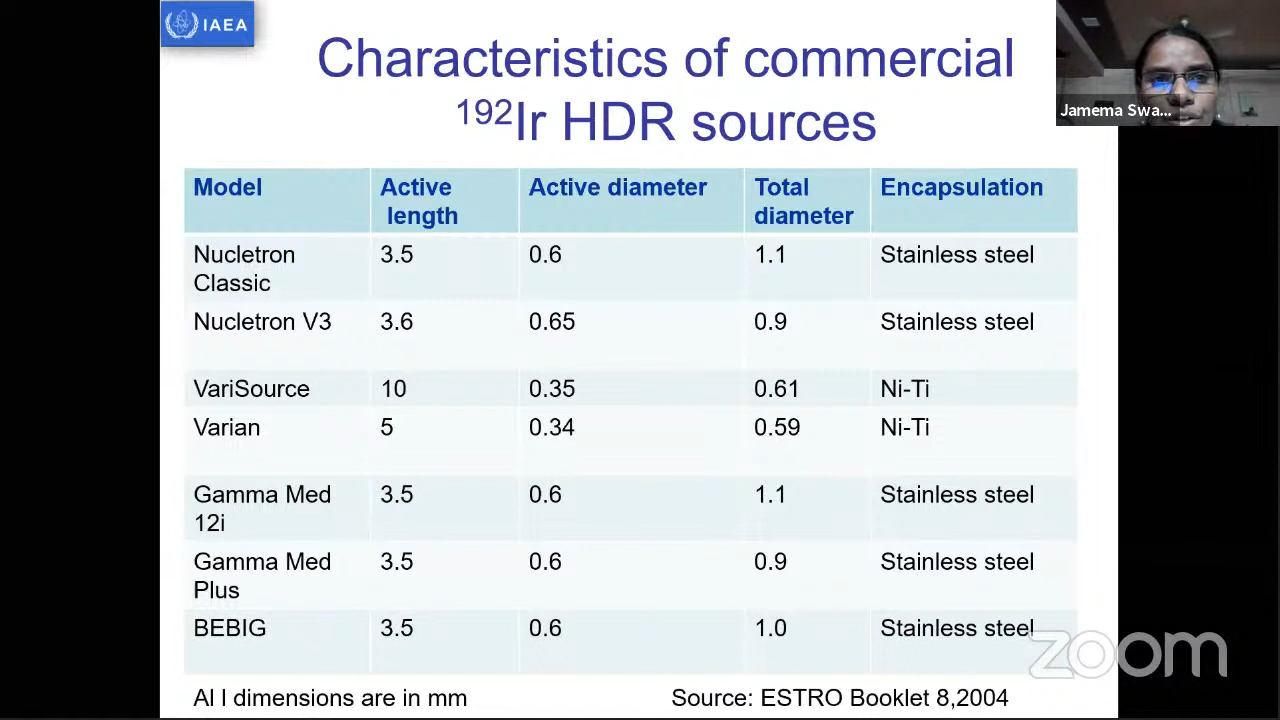 IAEA
Characteristics of commercial
192Ir HDR sources
Jamema Swa...
Model Active length Active diameter Total diameter Encapsulation
Nucletron Classic 3.5 0.6 1.1 Stainless steel
Nucletron V3 3.6 0.65 0.9 Stainless steel
VariSource 10 0.35 0.61 Ni-Ti
Varian 5 0.34 0.59 Ni-Ti
Gamma Med 12i 3.5 0.6 1.1 Stainless steel
Gamma Med Plus 3.5 0.6 0.9 Stainless steel
BEBIG 3.5 0.6 1.0 Stainless steel
zoom
Al l dimensions are in mm Source: ESTRO Booklet 8,2004